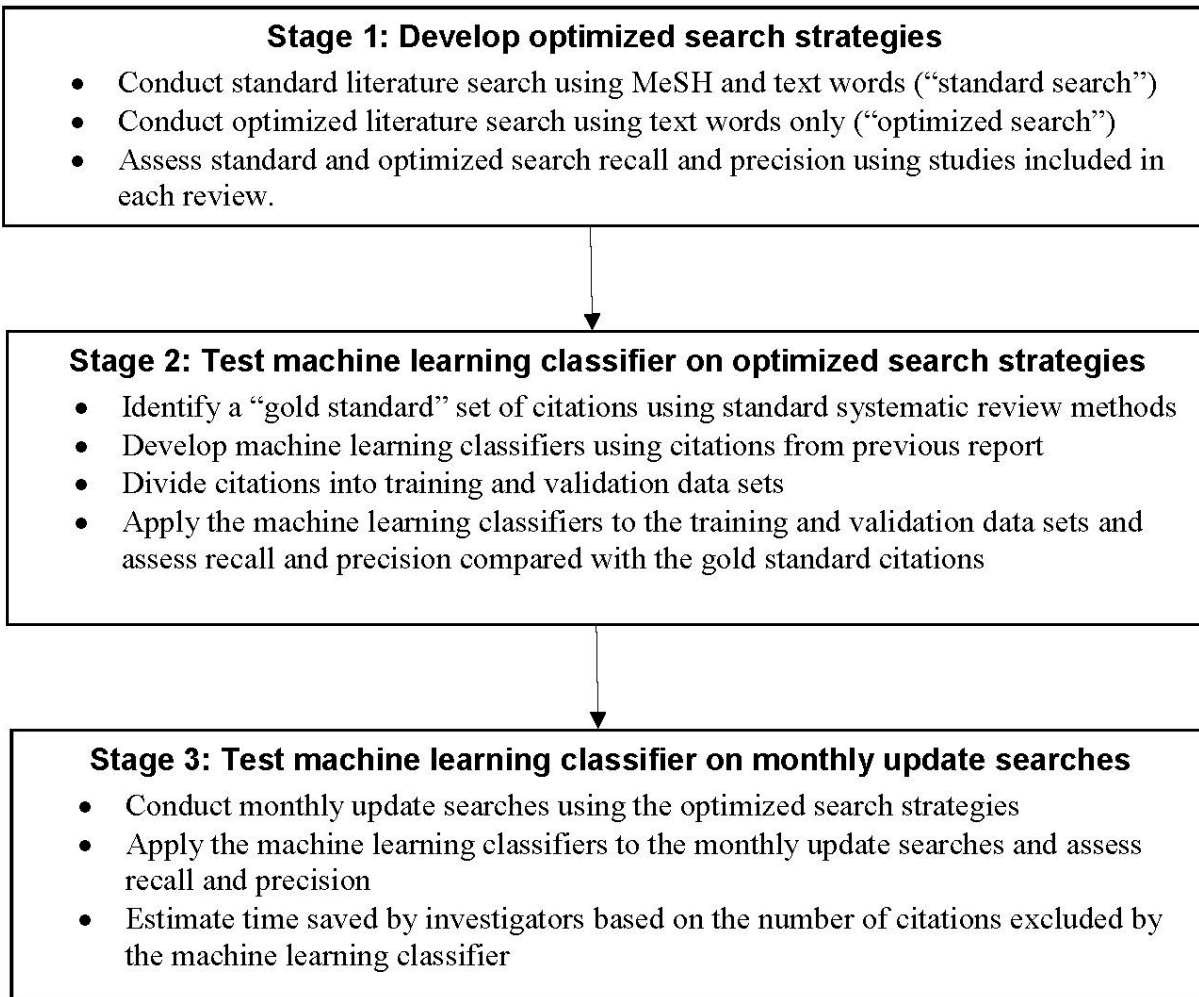 Stage 1: Develop optimized search strategies
• Conduct standard literature search using MeSH and text words (“standard search”)
• Conduct optimized literature search using text words only (“optimized search”)
• Assess standard and optimized search recall and precision using studies included in
each review.
Stage 2: Test machine learning classifier on optimized search strategies
• Identify a “gold standard” set of citations using standard systematic review methods
• Develop machine learning classifiers using citations from previous report
• Divide citations into training and validation data sets
• Apply the machine learning classifiers to the training and validation data sets and
assess recall and precision compared with the gold standard citations
Stage 3: Test machine learning classifier on monthly update searches
• Conduct monthly update searches using the optimized search strategies
• Apply the machine learning classifiers to the monthly update searches and assess
recall and precision
• Estimate time saved by investigators based on the number of citations excluded by
the machine learning classifier